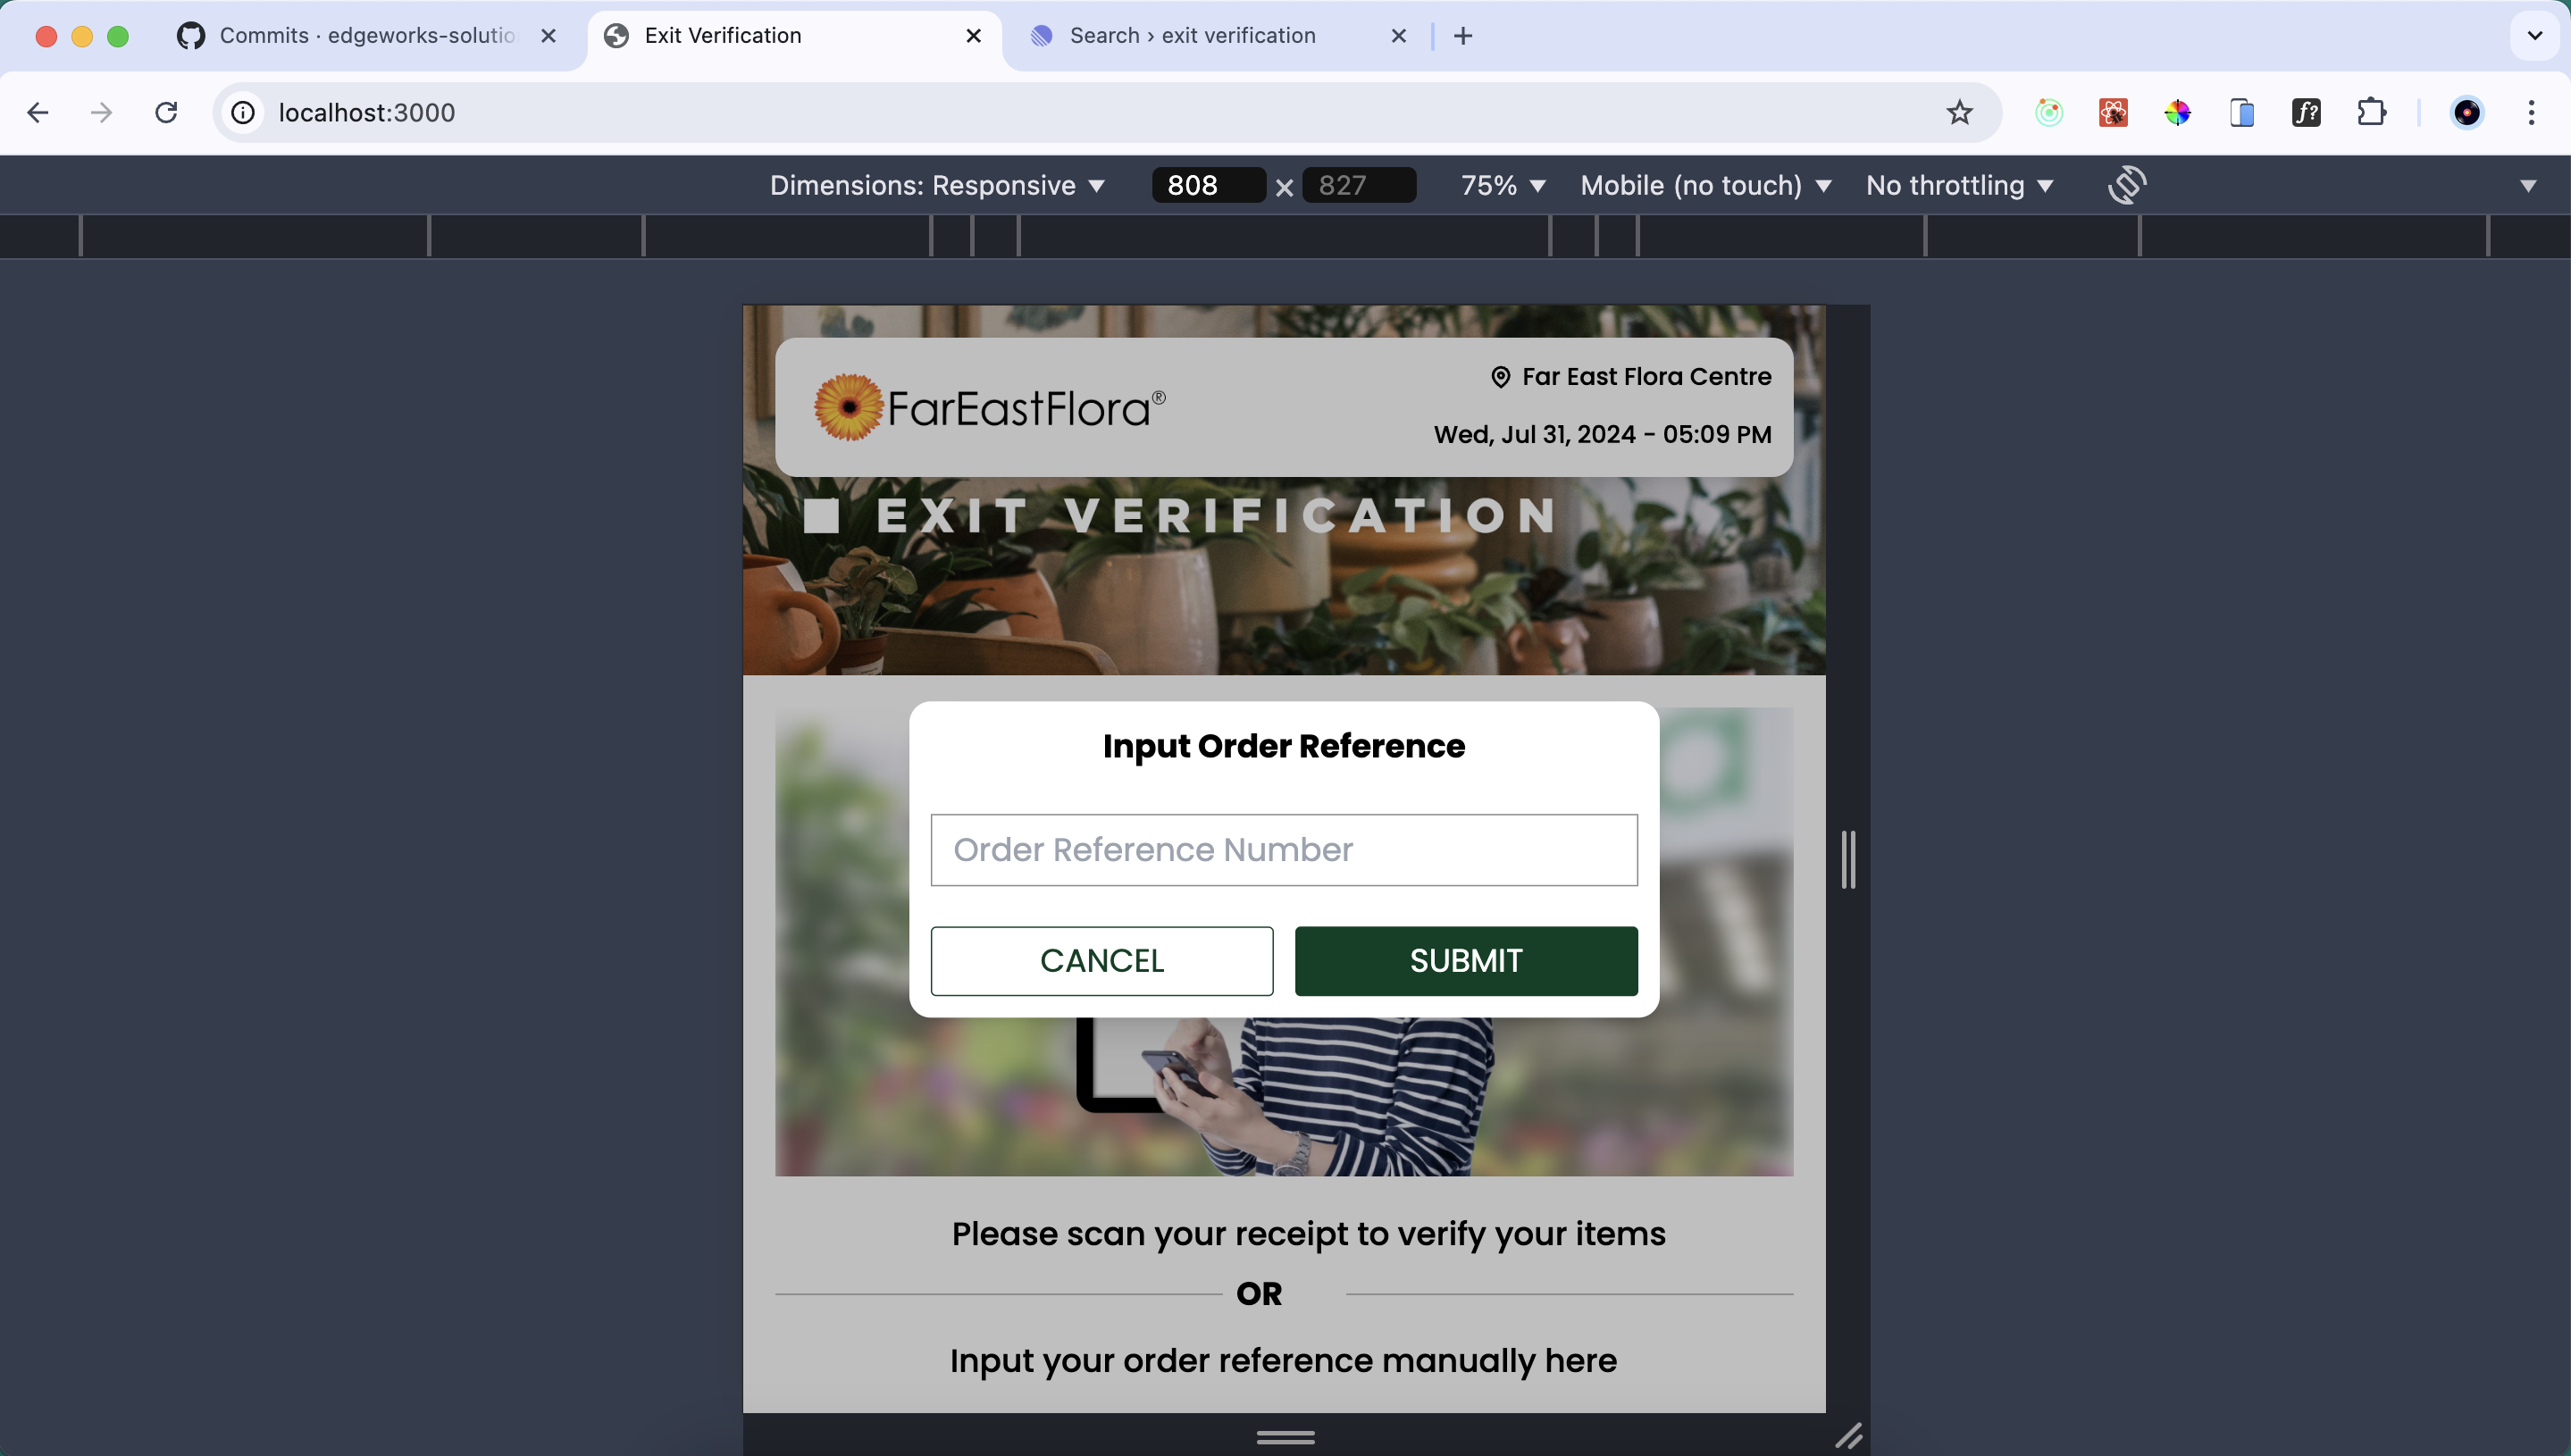 Commits · edgeworks-solutio
Exit Verification
Search › exit verification
localhost:3000
f?
Dimensions: Responsive
808 × 827
75%
Mobile (no touch)
No throttling
FarEastFlora®
Far East Flora Centre
Wed, Jul 31, 2024 - 05:09 PM
EXIT VERIFICATION
Input Order Reference
Order Reference Number
CANCEL
SUBMIT
Please scan your receipt to verify your items
OR
Input your order reference manually here